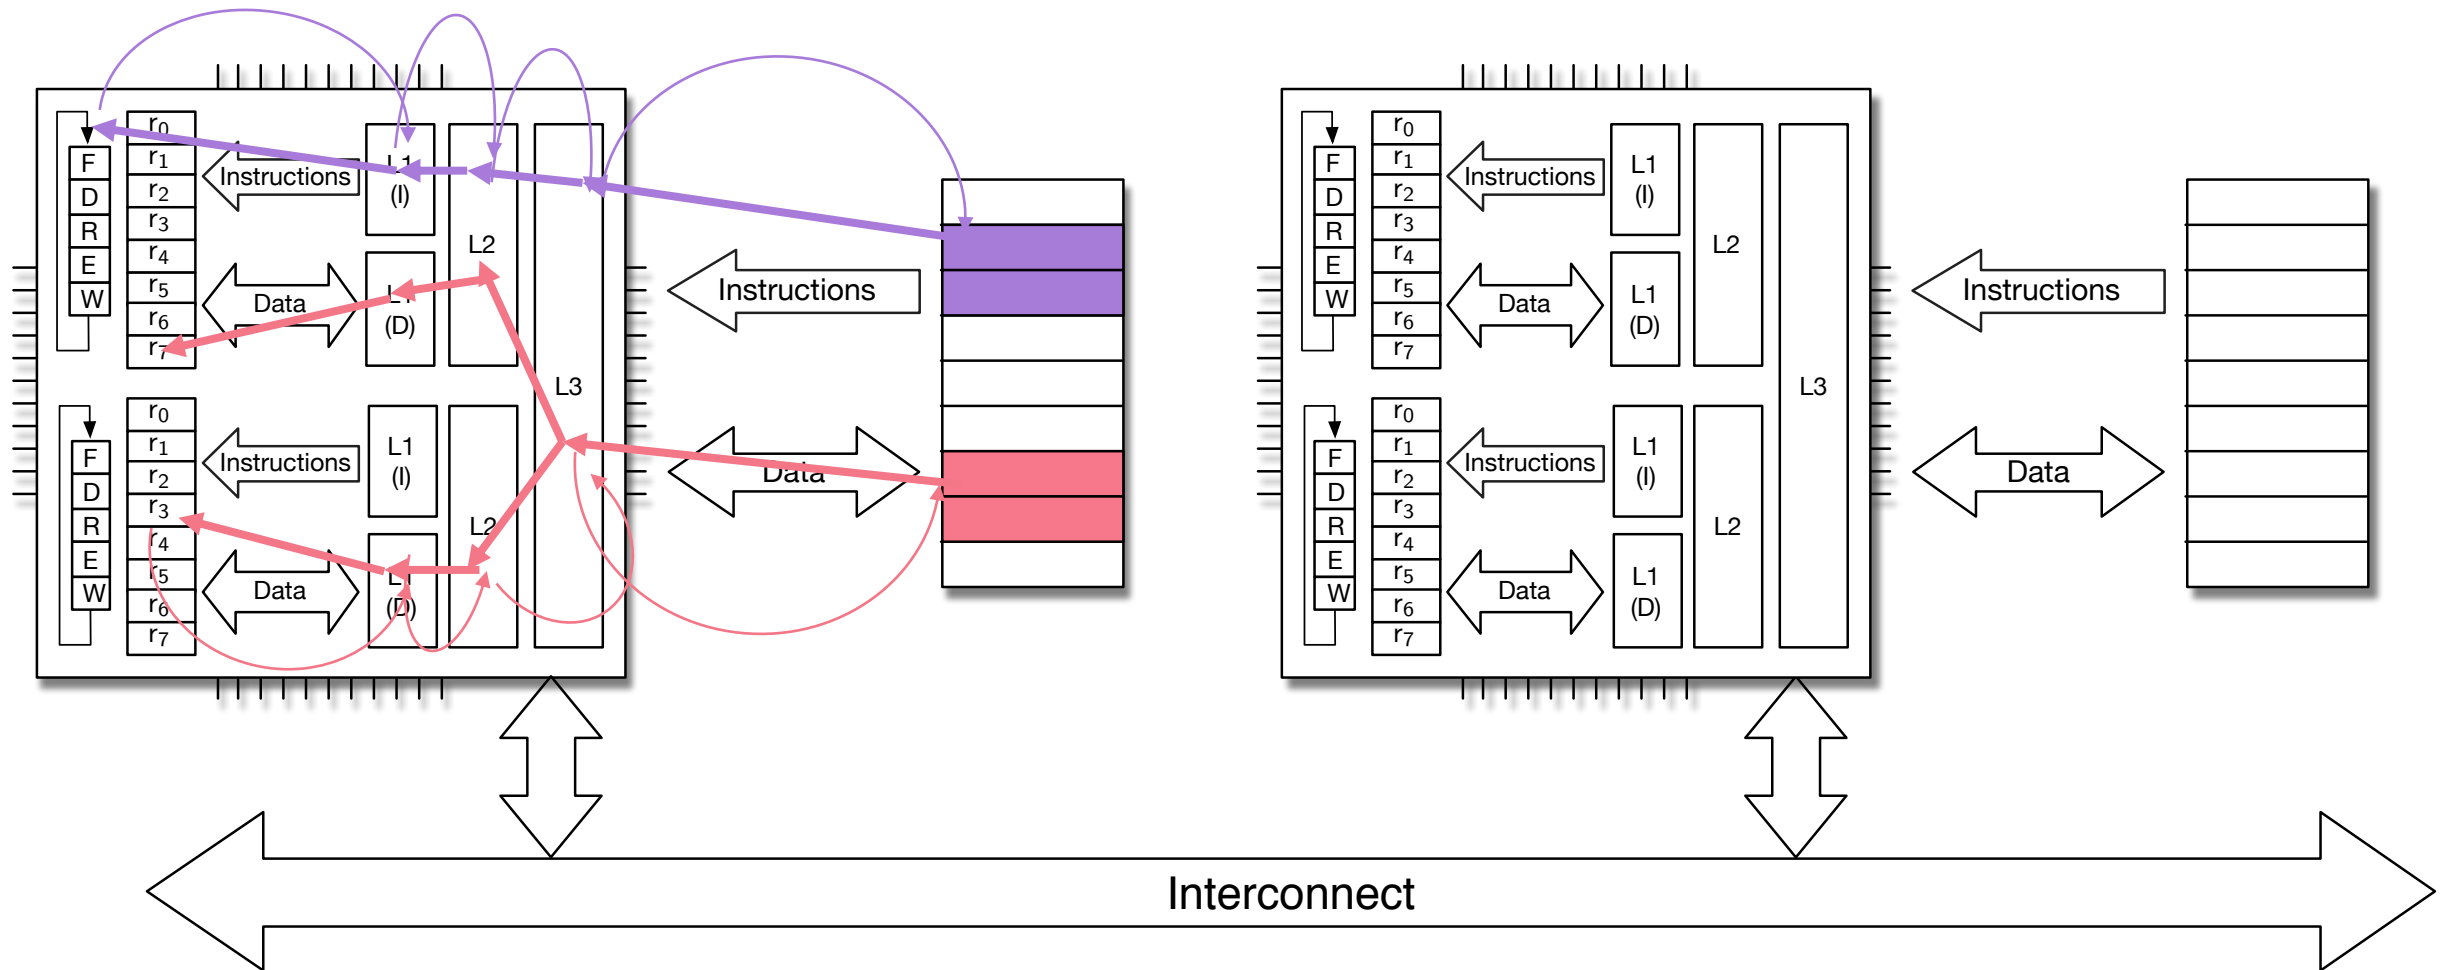 F
D
R
E
W
r0
r1
r2
r3
r4
r5
r6
r7
Instructions
Data
L1
(I)
L1
(D)
L2
F
D
R
E
W
r0
r1
r2
r3
r4
r5
r6
r7
Instructions
Data
L1
(I)
L1
(D)
L2
L3
Instructions
Data
F
D
R
E
W
r0
r1
r2
r3
r4
r5
r6
r7
Instructions
Data
L1
(I)
L1
(D)
L2
F
D
R
E
W
r0
r1
r2
r3
r4
r5
r6
r7
Instructions
Data
L1
(I)
L1
(D)
L2
L3
Instructions
Data
Interconnect